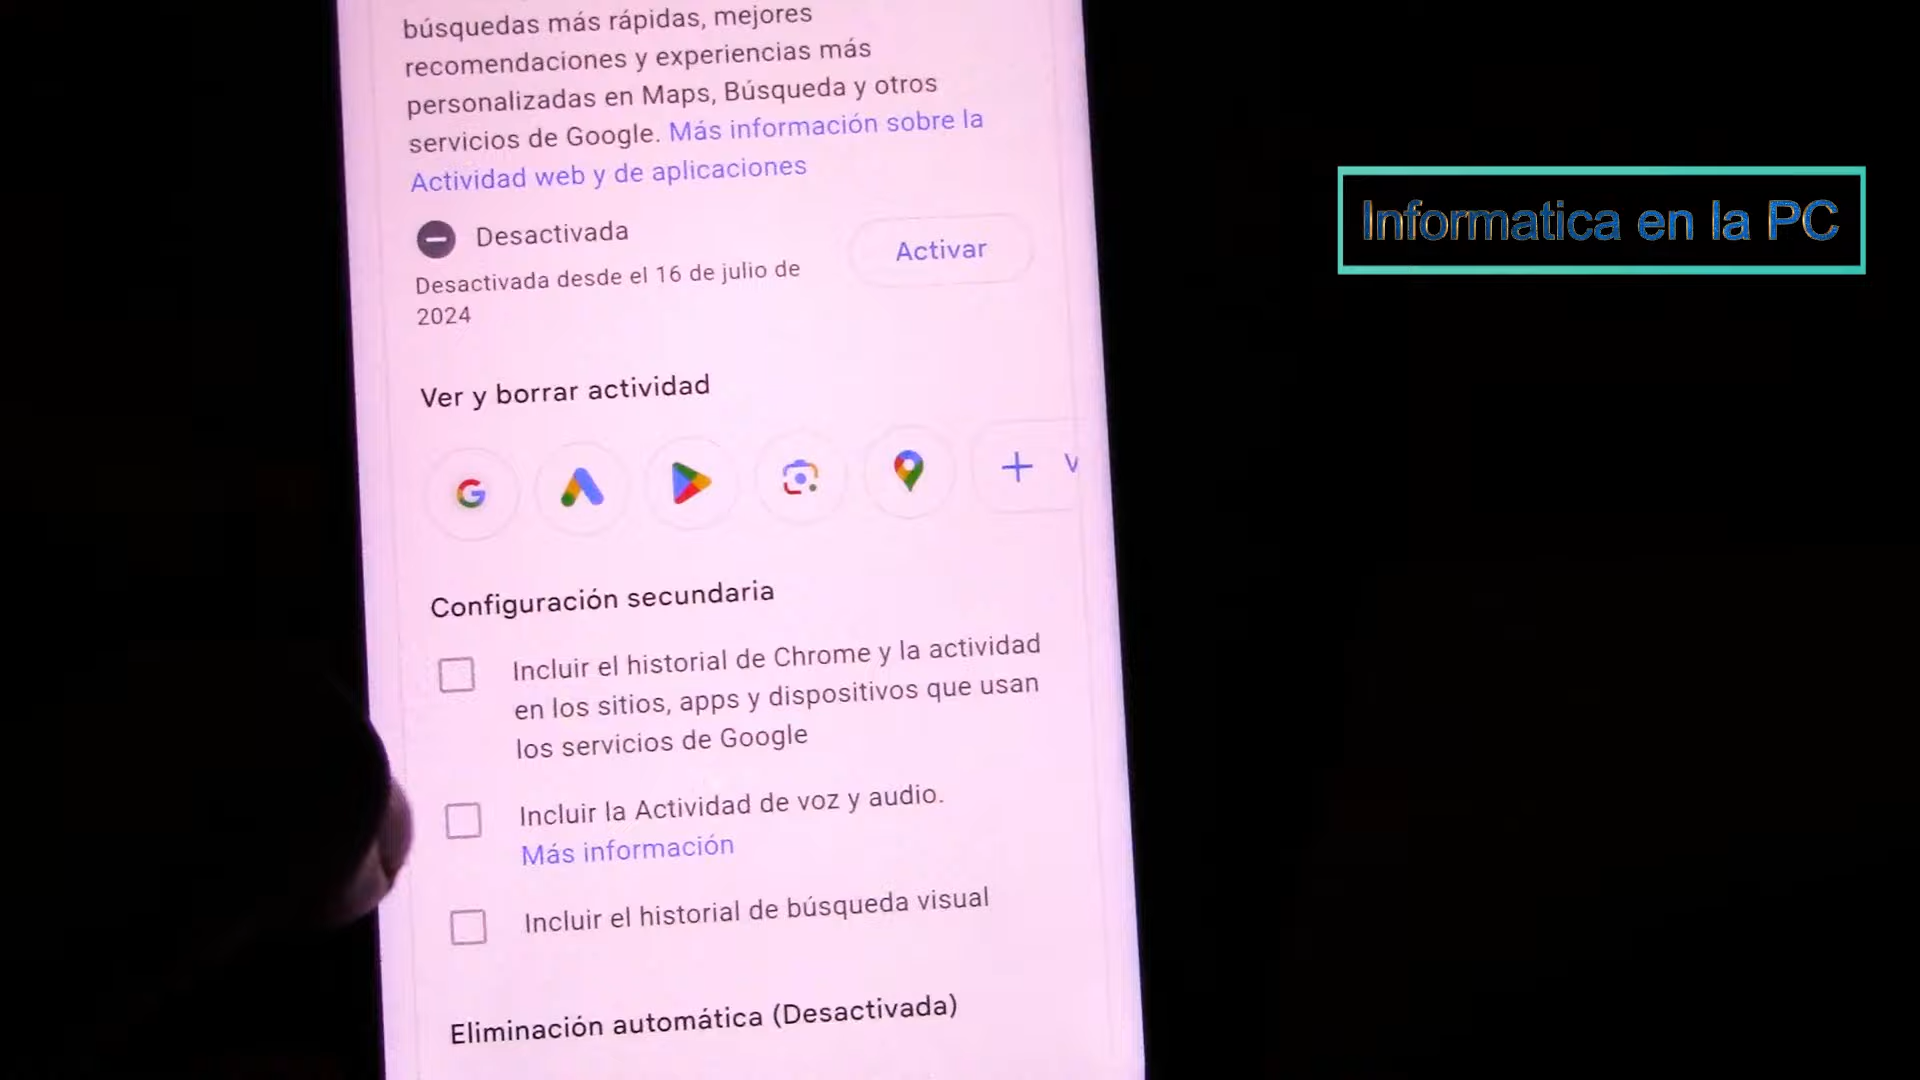 búsquedas más rápidas, mejores
recomendaciones y experiencias más
personalizadas en Maps, Búsqueda y otros
servicios de Google. Más información sobre la
Actividad web y de aplicaciones
Desactivada
Activar
Desactivada desde el 16 de julio de
2024
Ver y borrar actividad
+ V
Configuración secundaria
Incluir el historial de Chrome y la actividad
en los sitios, apps y dispositivos que usan
los servicios de Google
Incluir la Actividad de voz y audio.
Más información
Incluir el historial de búsqueda visual
Eliminación automática (Desactivada)
Informatica en la PC